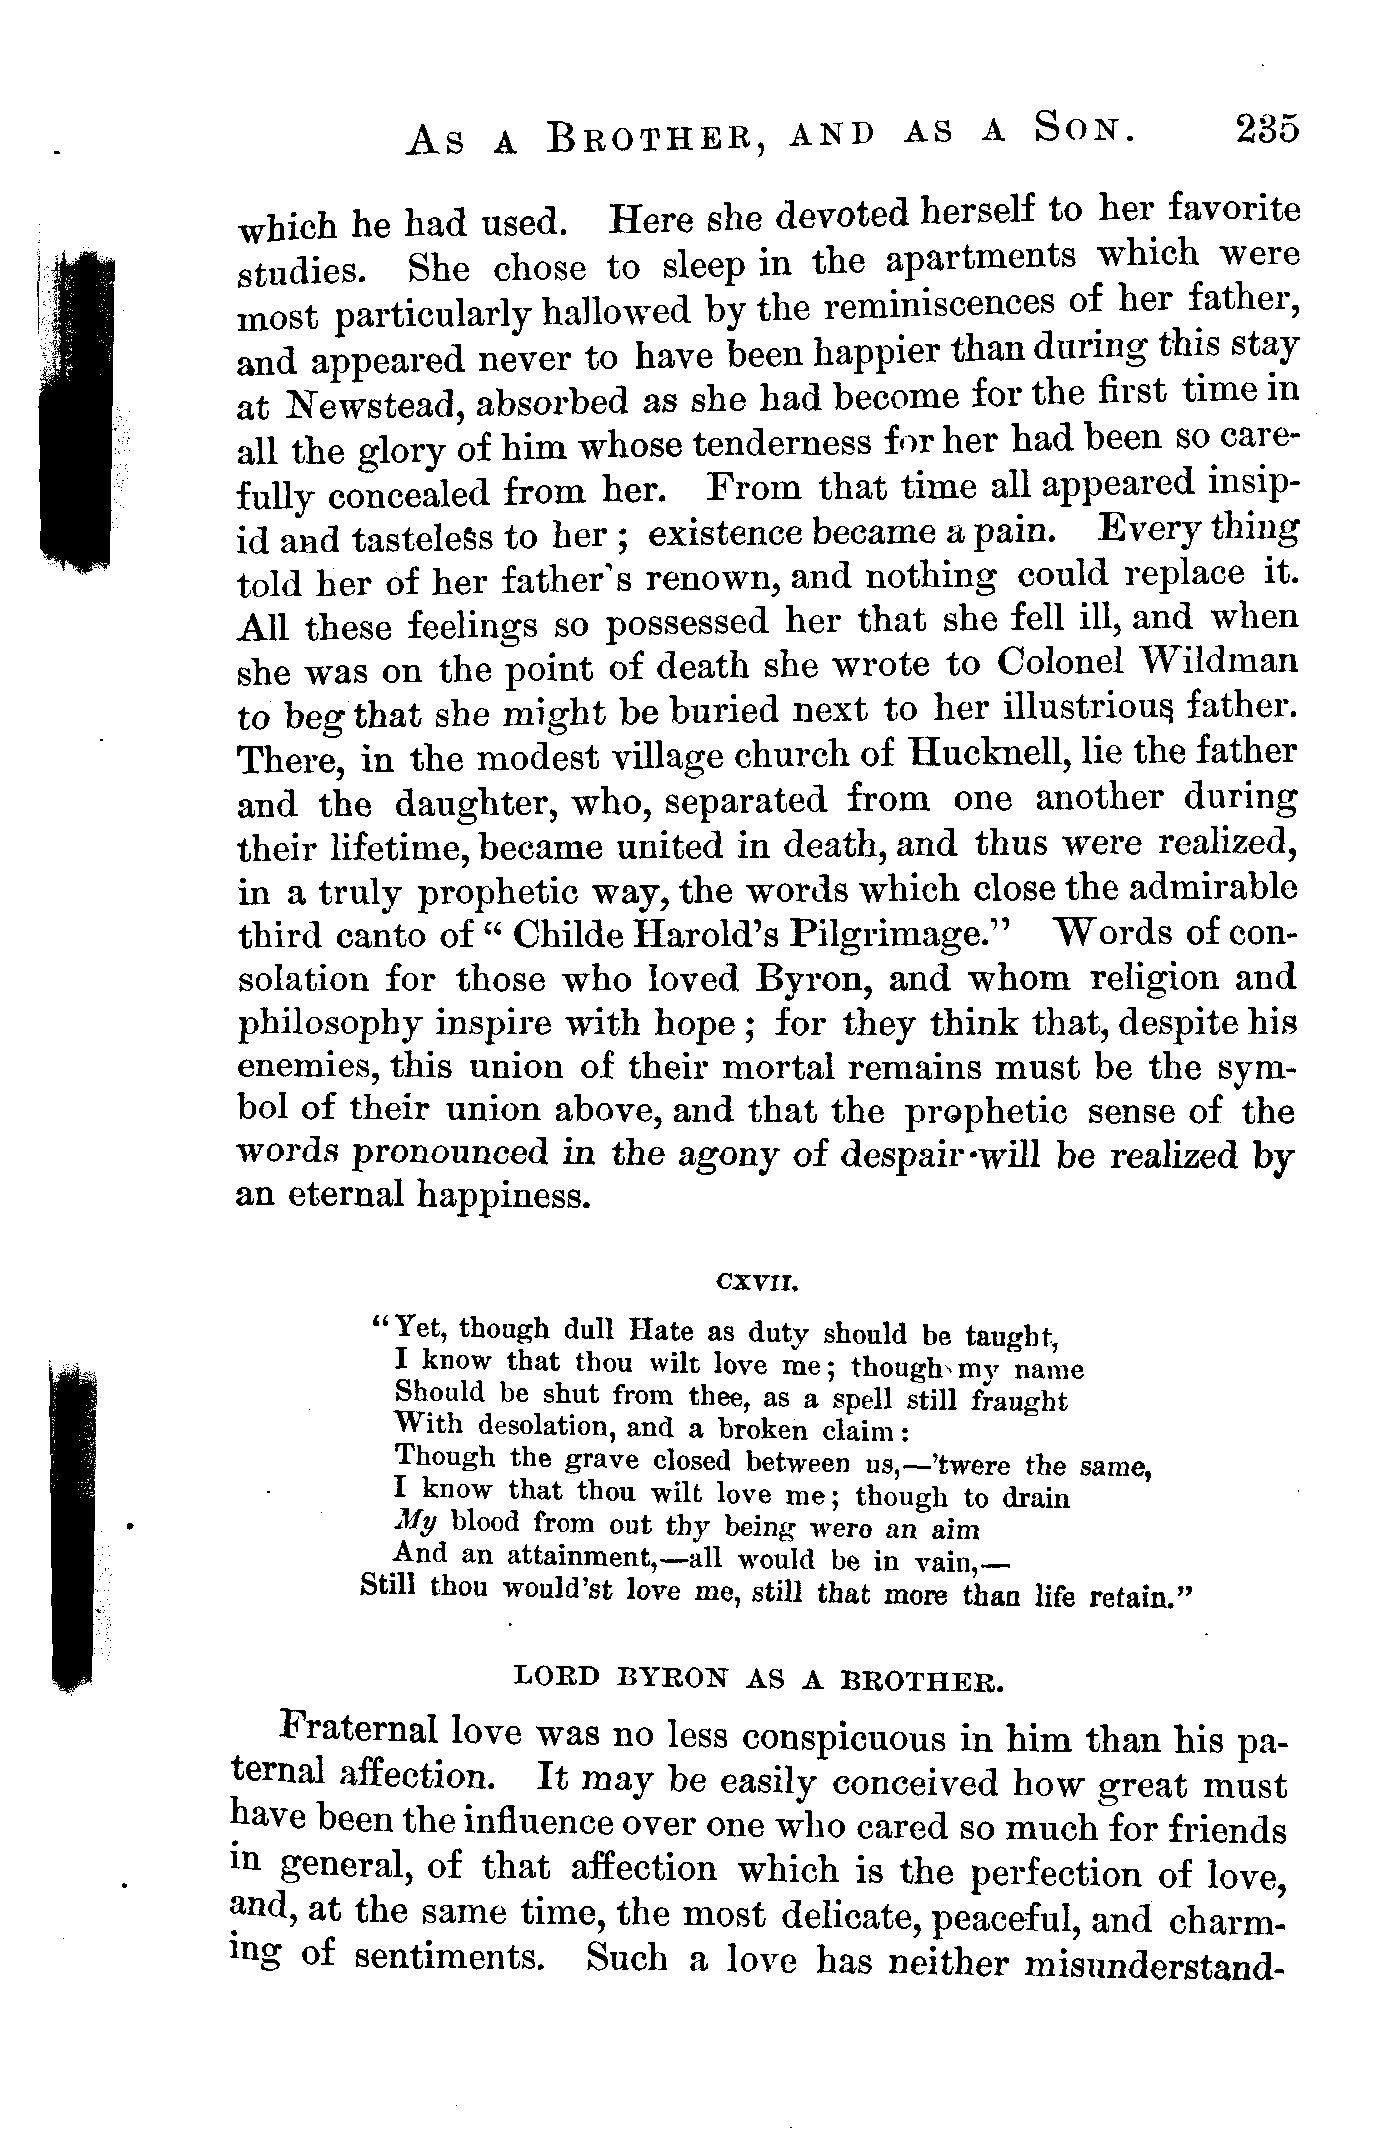 As a Brother, and as a Son. 235
which he had used. Here she devoted herself to her favorite
studies. She chose to sleep in the apartments which were
most particularly hallowed by the reminiscences of her father,
and appeared never to have been happier than during this stay
at Newstead, absorbed as she had become for the first time in
all the glory of him whose tenderness for her had been so care-
fully concealed from her. From that time all appeared insip-
id and tasteless to her; existence became a pain. Every thing
told her of her father's renown, and nothing could replace it.
All these feelings so possessed her that she fell ill, and when
she was on the point of death she wrote to Colonel Wildman
to beg that she might be buried next to her illustrious father.
There, in the modest village church of Hucknell, lie the father
and the daughter, who, separated from one another during
their lifetime, became united in death, and thus were realized,
in a truly prophetic way, the words which close the admirable
third canto of "Childe Harold's Pilgrimage." Words of con-
solation for those who loved Byron, and whom religion and
philosophy inspire with hope; for they think that, despite his
enemies, this union of their mortal remains must be the sym-
bol of their union above, and that the prophetic sense of the
words pronounced in the agony of despair will be realized by
an eternal happiness.
CXVII.
"Yet, though dull Hate as duty should be taught,
I know that thou wilt love me; though my name
Should be shut from thee, as a spell still fraught
With desolation, and a broken claim:
Though the grave closed between us,—'twere the same,
I know that thou wilt love me; though to drain
My blood from out thy being were an aim
And an attainment,—all would be in vain,—
Still thou would'st love me, still that more than life retain."
LORD BYRON AS A BROTHER.
Fraternal love was no less conspicuous in him than his pa-
ternal affection. It may be easily conceived how great must
have been the influence over one who cared so much for friends
in general, of that affection which is the perfection of love,
and, at the same time, the most delicate, peaceful, and charm-
ing of sentiments. Such a love has neither misunderstand-